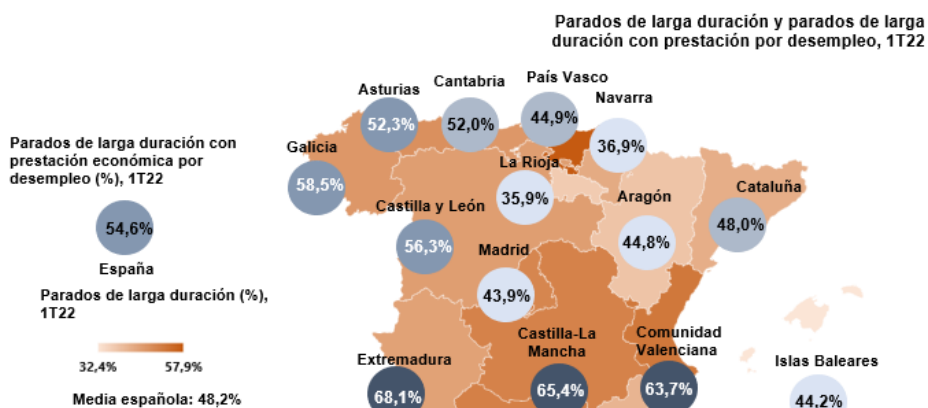 Parados de larga duración y parados de larga
duración con prestación por desempleo, 1T22
Parados de larga duración con
prestación económica por
desempleo (%), 1T22
54,6%
España
Parados de larga duración (%),
1T22
32,4%
57,9%
Media española: 48,2%
Asturias
52,3%
Cantabria
52,0%
País Vasco
44,9%
Navarra
36,9%
Galicia
58,5%
La Rioja
35,9%
Castilla y León
56,3%
Aragón
44,8%
Cataluña
48,0%
Madrid
43,9%
Extremadura
68,1%
Castilla-La
Mancha
65,4%
Comunidad
Valenciana
63,7%
Islas Baleares
44,2%